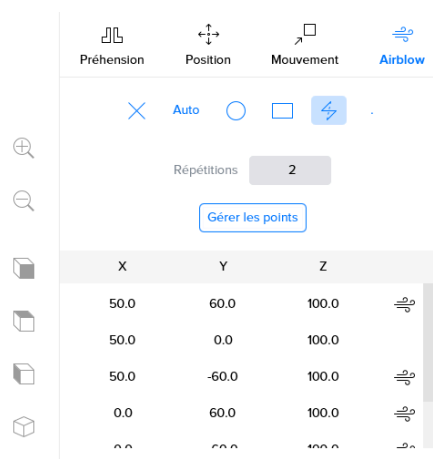 Préhension Position Mouvement Airblow
Auto
Répétitions 2
Gérer les points
X Y Z
50.0 60.0 100.0
50.0 0.0 100.0
50.0 -60.0 100.0
0.0 60.0 100.0